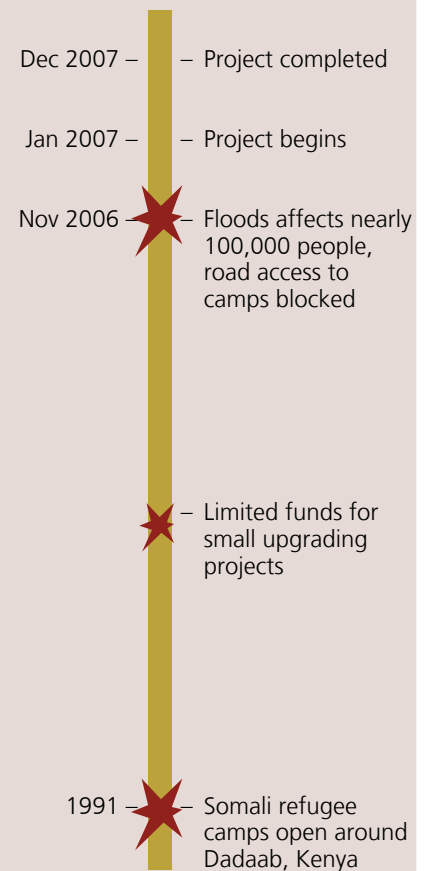 Dec 2007 – – Project completed
Jan 2007 – – Project begins
Nov 2006 – – Floods affects nearly
100,000 people,
road access to
camps blocked
– Limited funds for
small upgrading
projects
1991 – – Somali refugee
camps open around
Dadaab, Kenya